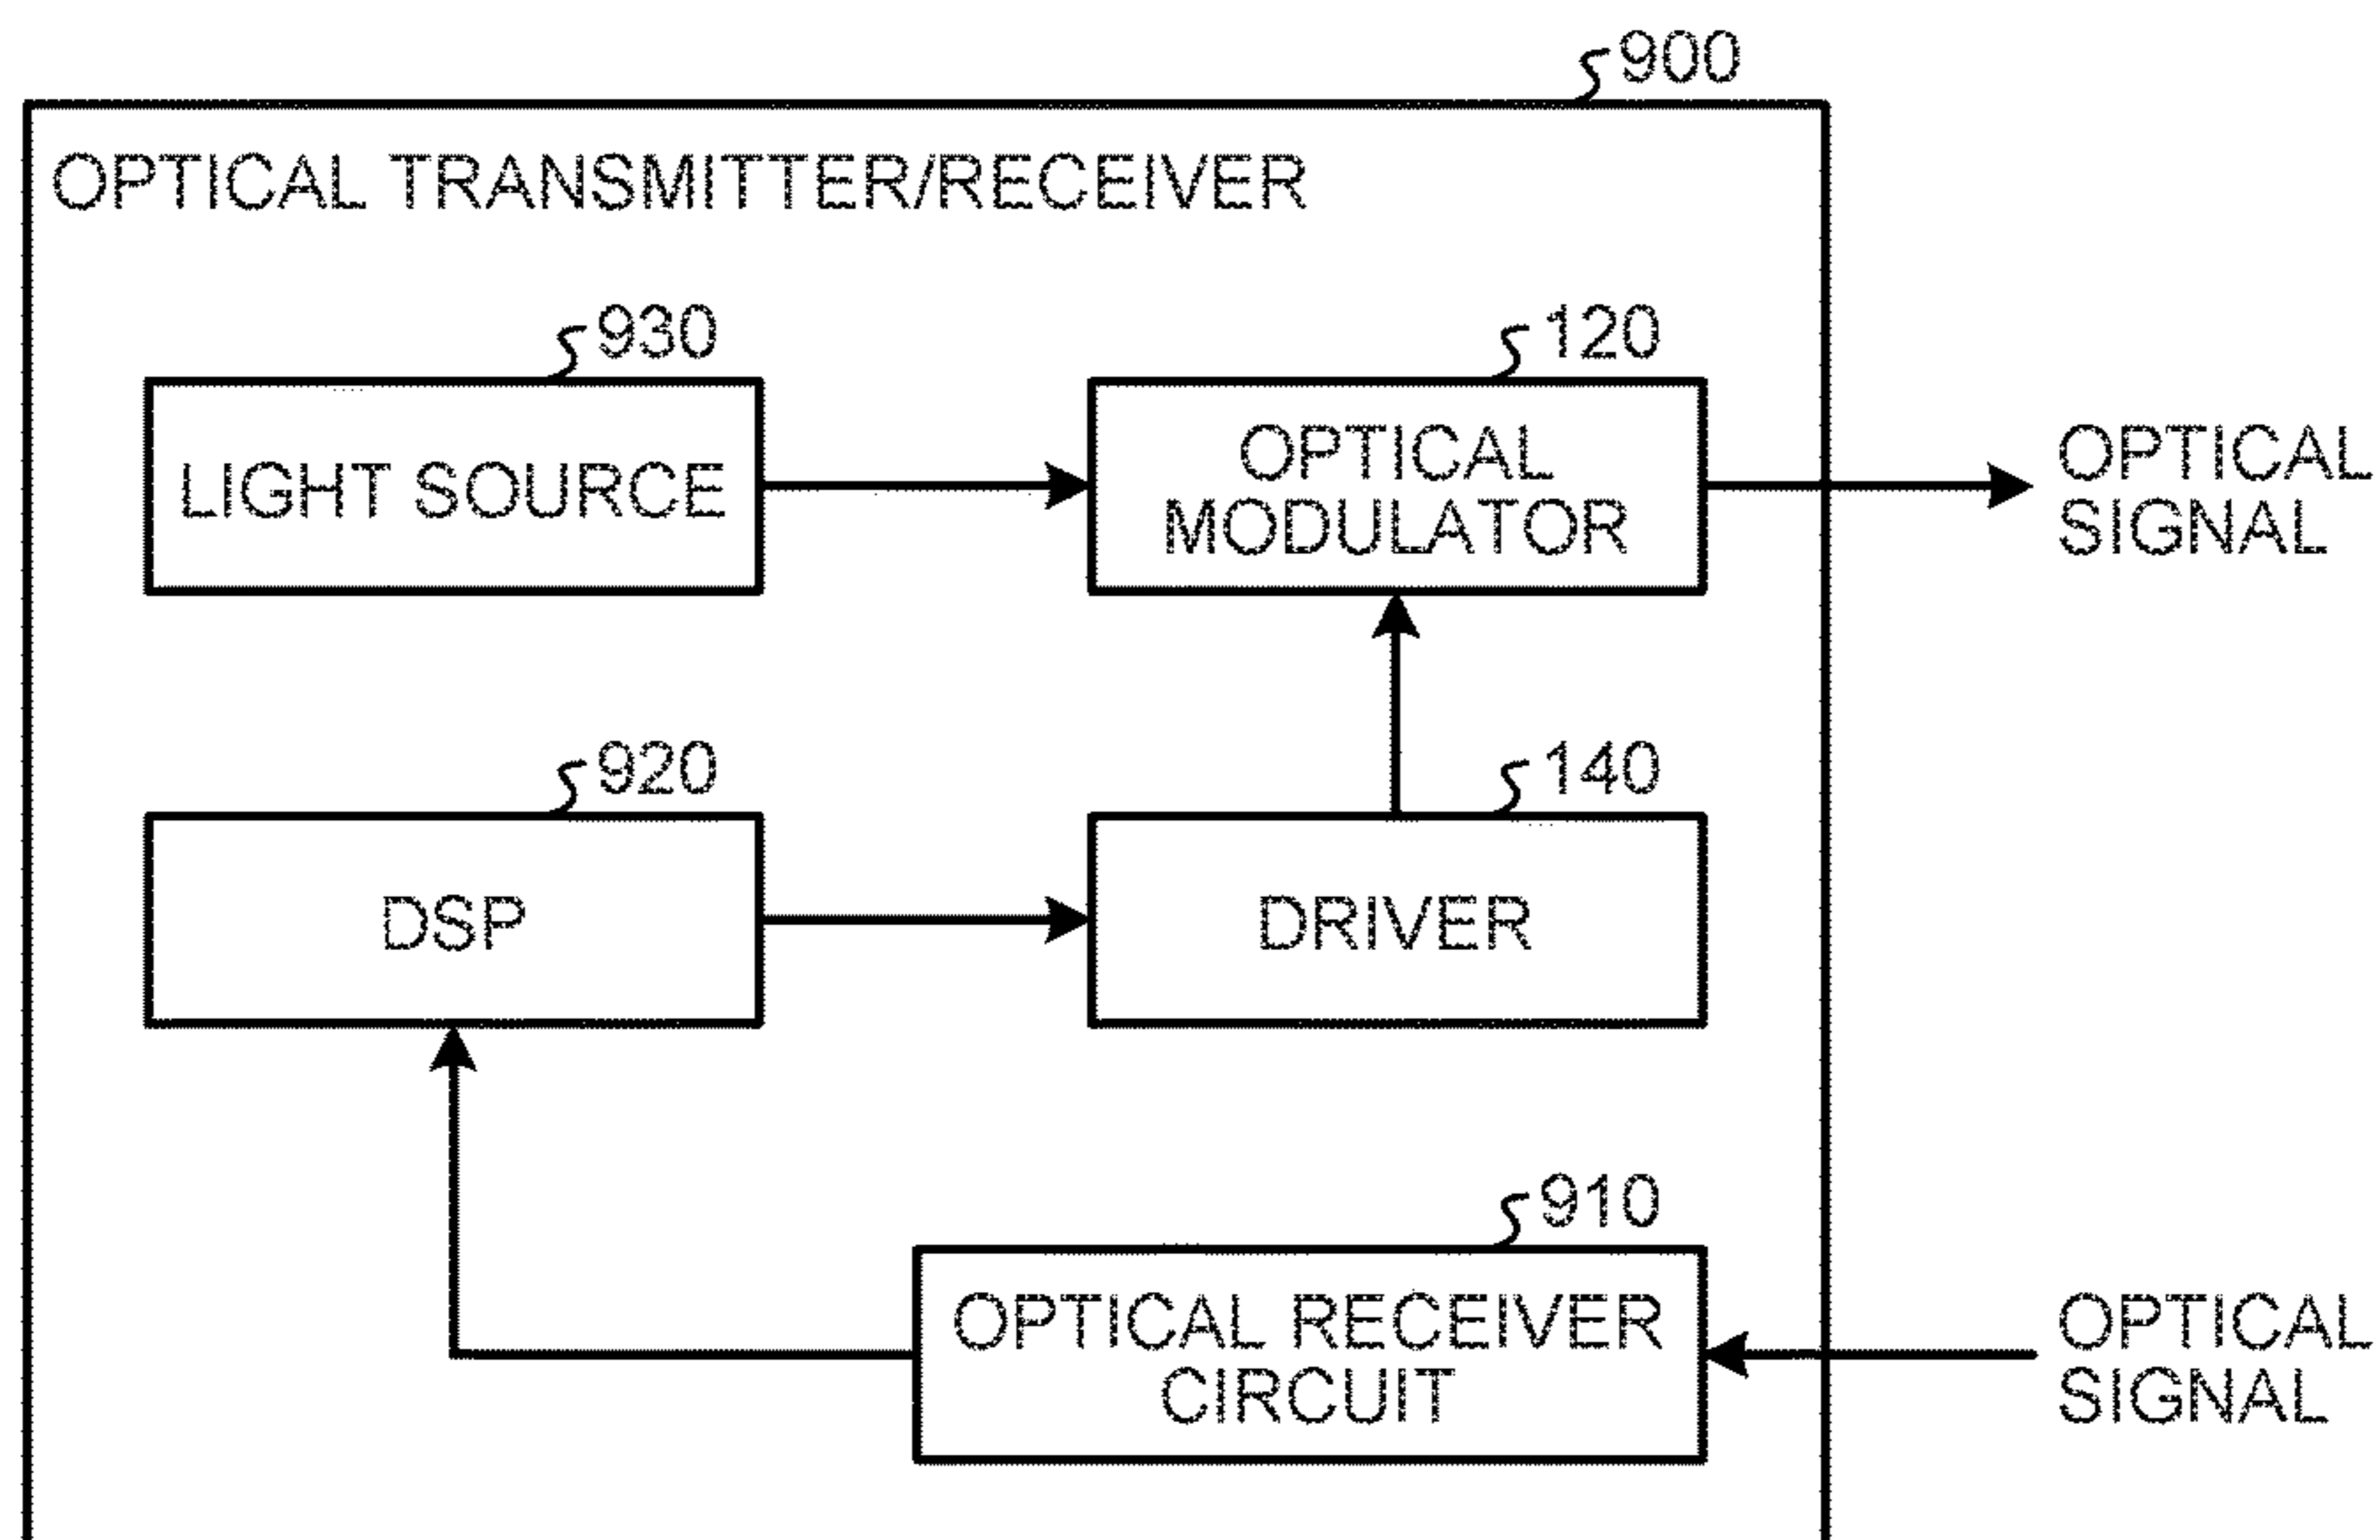 900
OPTICAL TRANSMITTER/RECEIVER
930
120
LIGHT SOURCE
OPTICAL
MODULATOR
OPTICAL
SIGNAL
920
140
DSP
DRIVER
910
OPTICAL RECEIVER
CIRCUIT
OPTICAL
SIGNAL